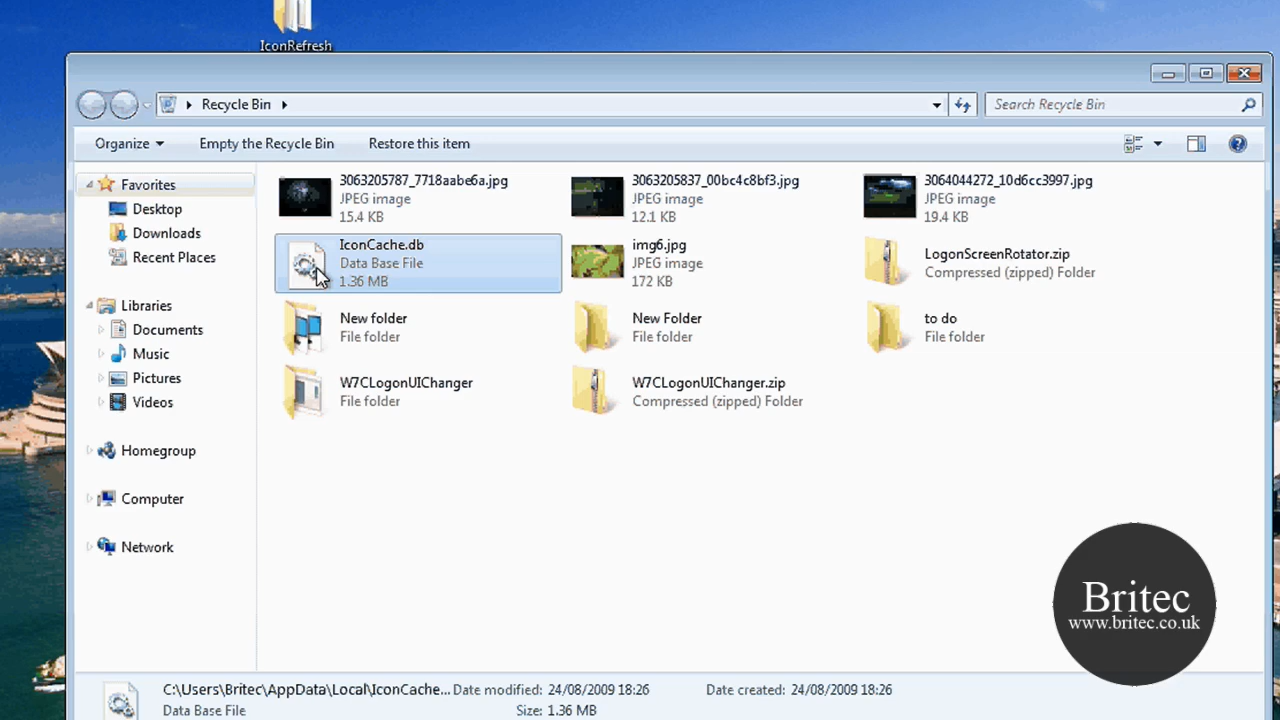 IconRefresh
Recycle Bin
Search Recycle Bin
Organize
Empty the Recycle Bin
Restore this item
Favorites
Desktop
Downloads
Recent Places
Libraries
Documents
Music
Pictures
Videos
Homegroup
Computer
Network
3063205787_7718aabe6a.jpg
JPEG image
15.4 KB
3063205837_00bc4c8bf3.jpg
JPEG image
12.1 KB
3064044272_10d6cc3997.jpg
JPEG image
19.4 KB
IconCache.db
Data Base File
1.36 MB
img6.jpg
JPEG image
172 KB
LogonScreenRotator.zip
Compressed (zipped) Folder
New folder
File folder
New Folder
File folder
to do
File folder
W7CLogonUIChanger
File folder
W7CLogonUIChanger.zip
Compressed (zipped) Folder
Britec
www.britec.co.uk
C:\Users\Britec\AppData\Local\IconCache... Date modified: 24/08/2009 18:26 Date created: 24/08/2009 18:26
Data Base File Size: 1.36 MB